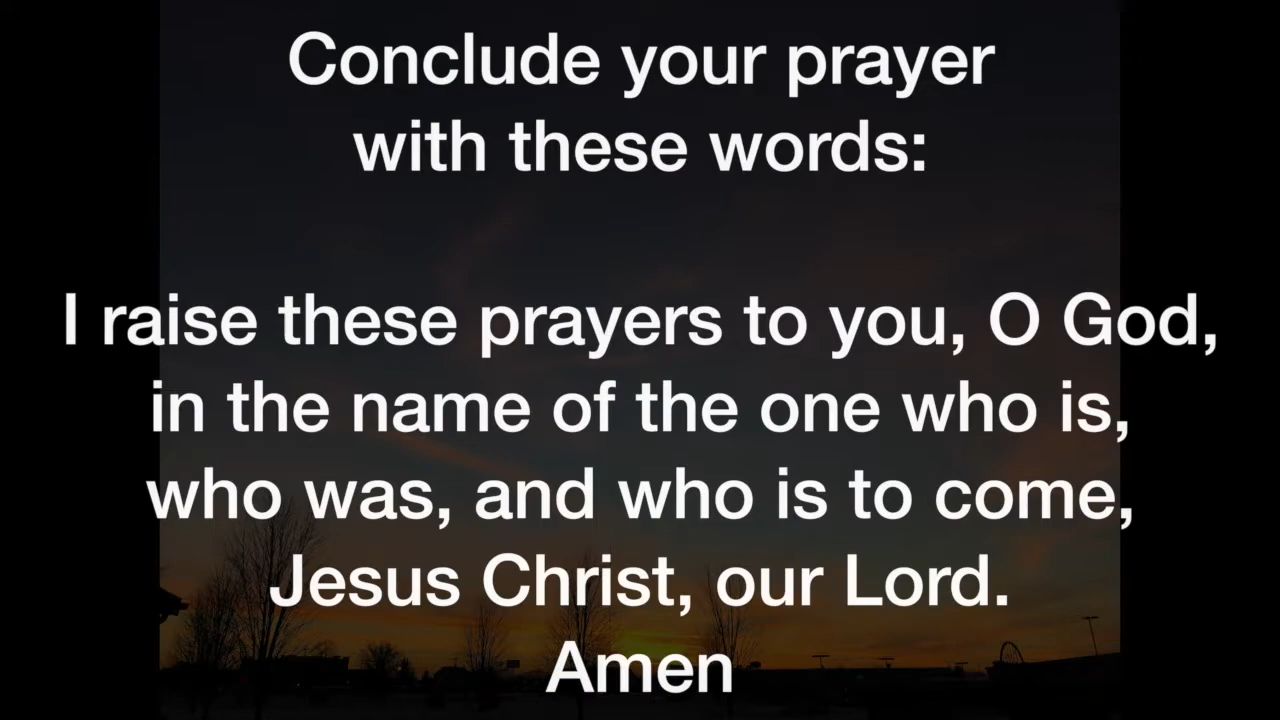 Conclude your prayer
with these words:
I raise these prayers to you, O God,
in the name of the one who is,
who was, and who is to come,
Jesus Christ, our Lord.
Amen